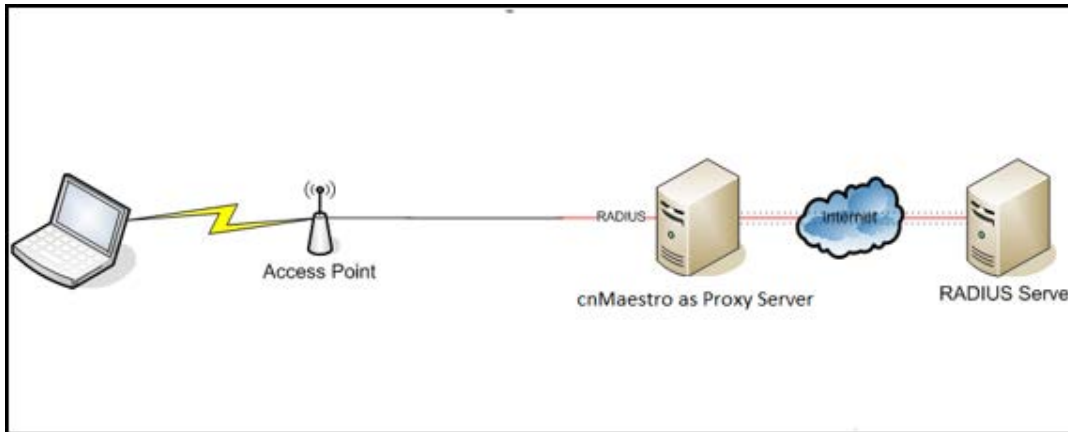 Access Point
RADIUS
cnMaestro as Proxy Server
Internet
RADIUS Serve